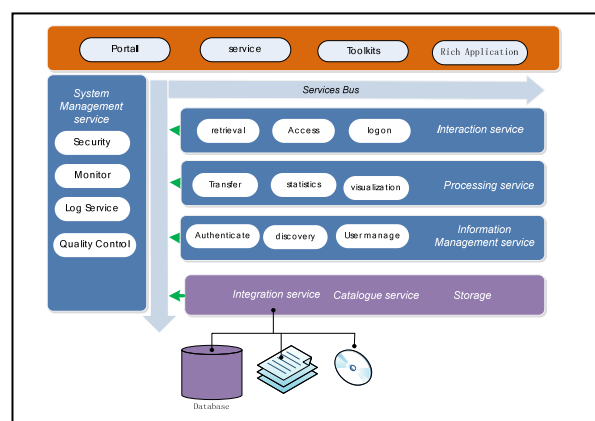 Portal
service
Toolkits
Rich Application
System
Management
service
Security
Monitor
Log Service
Quality Control
Services Bus
retrieval
Access
logon
Interaction service
Transfer
statistics
visualization
Processing service
Authenticate
discovery
User manage
Information
Management service
Integration service
Catalogue service
Storage
Database